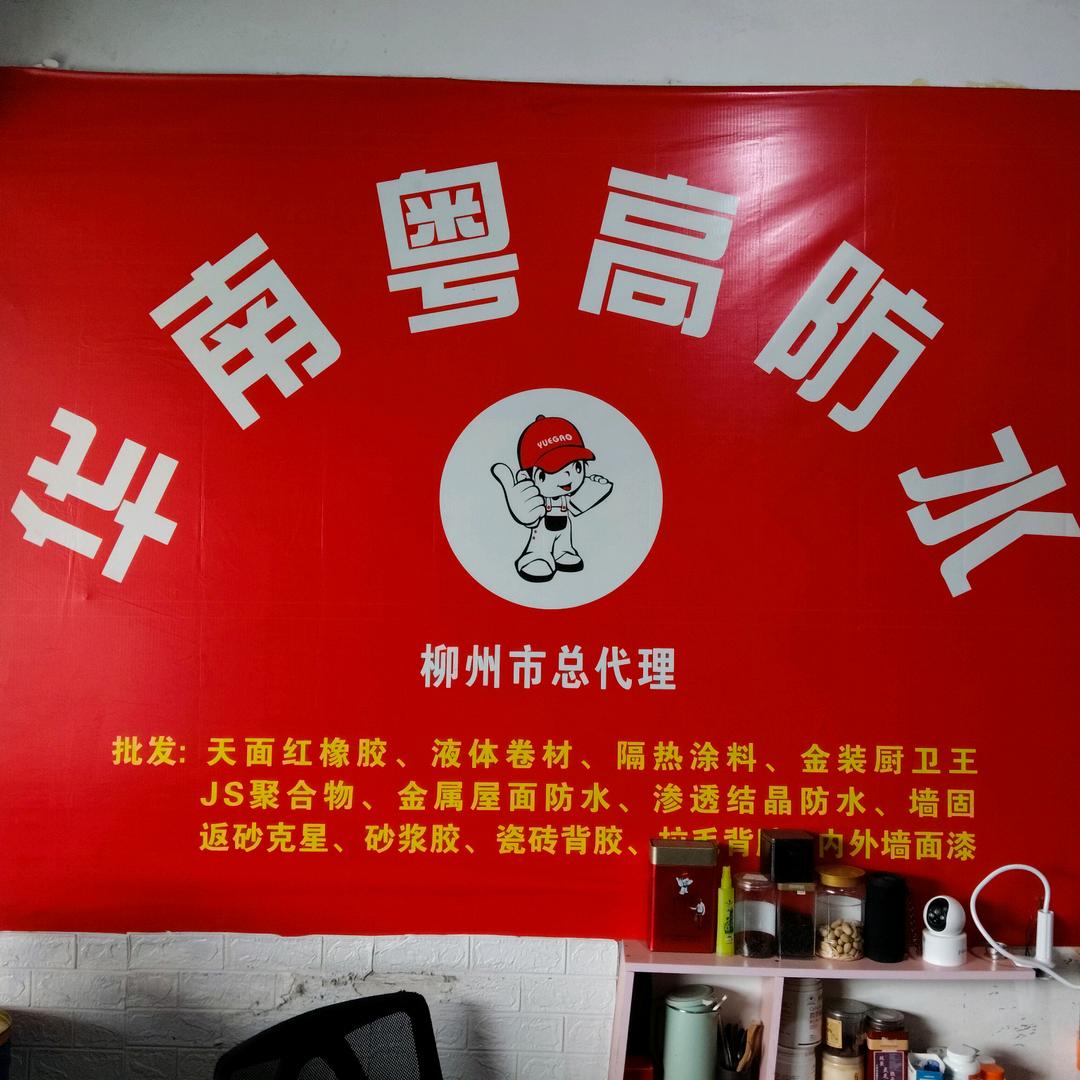 华南粤高防水
YUEGAO
柳州市总代理
批发: 天面红橡胶、液体卷材、隔热涂料、金装厨卫王
JS聚合物、金属屋面防水、渗透结晶防水、墙固
返砂克星、砂浆胶、瓷砖背胶、 内外墙面漆